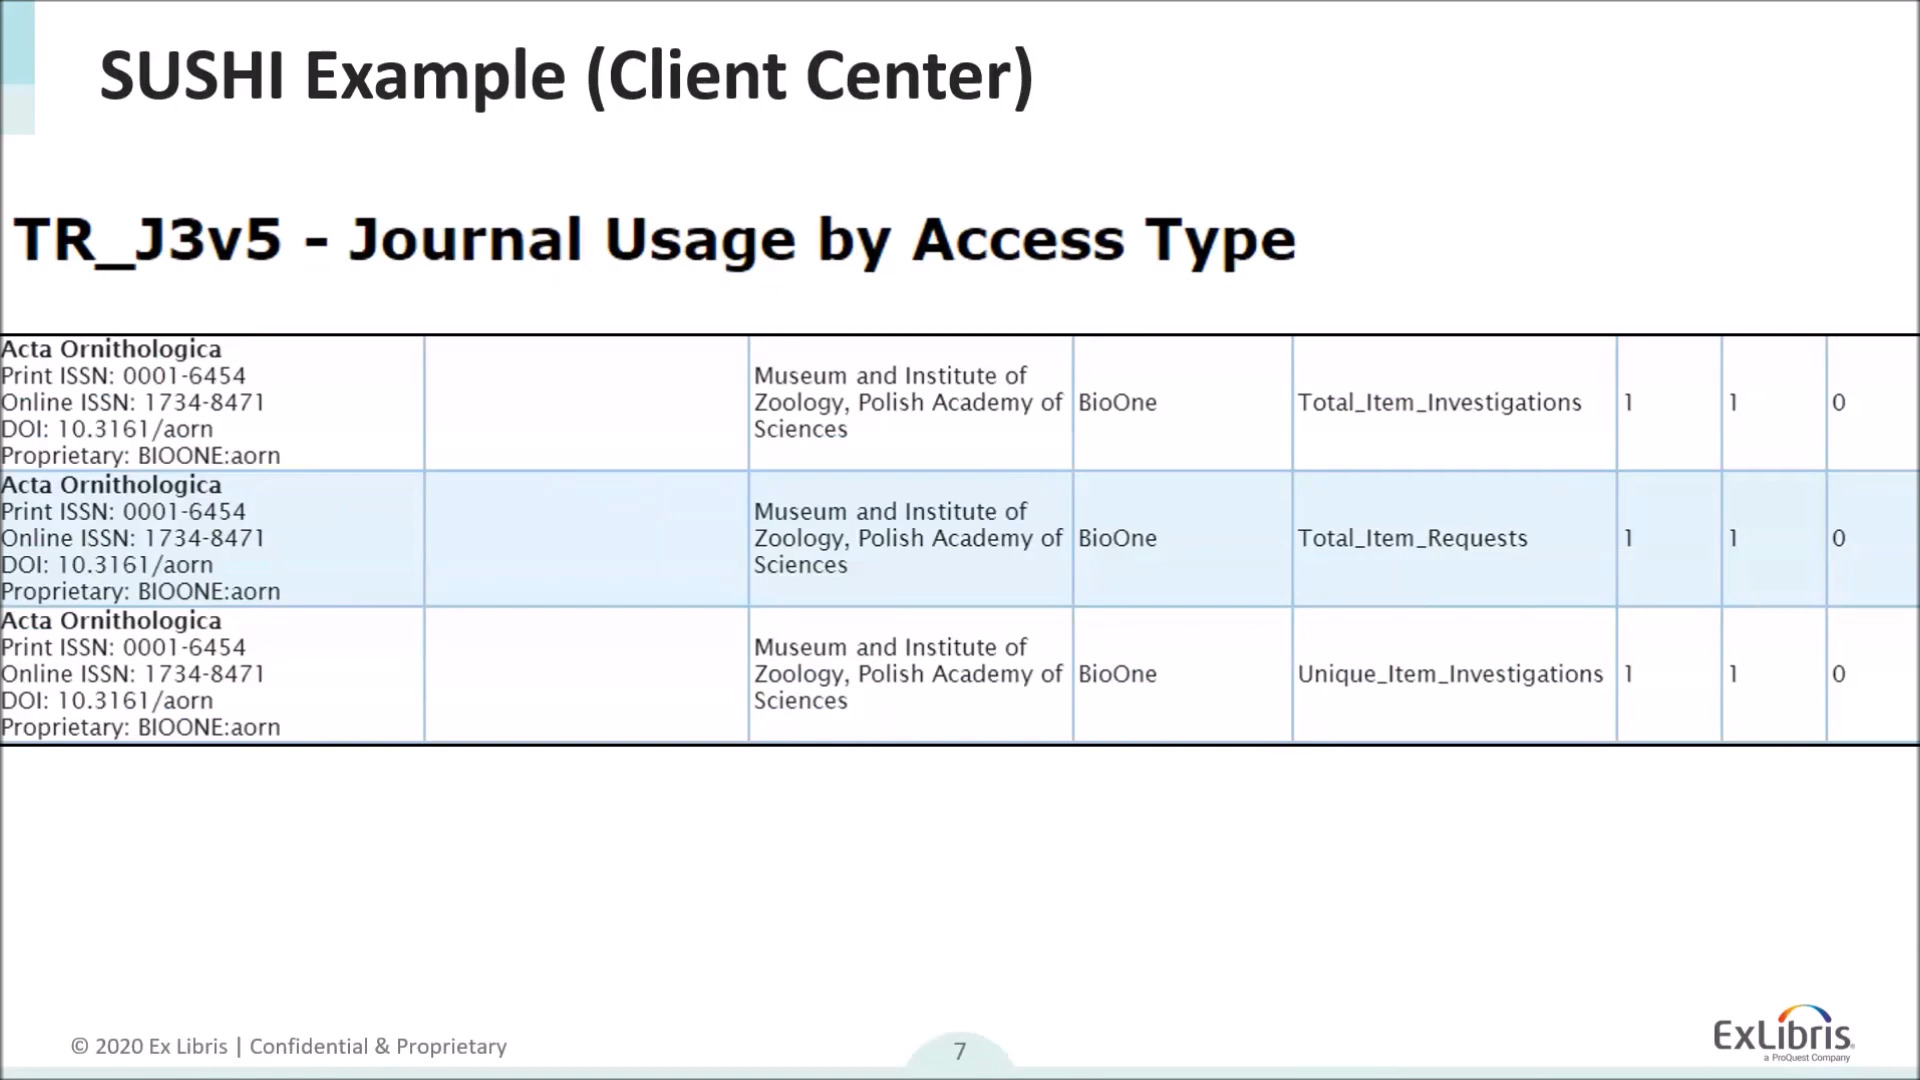 SUSHI Example (Client Center)
TR_J3v5 - Journal Usage by Access Type
Acta Ornithologica
Print ISSN: 0001-6454
Online ISSN: 1734-8471
DOI: 10.3161/aorn
Proprietary: BIOONE:aorn
Museum and Institute of
Zoology, Polish Academy of
Sciences
BioOne
Total_Item_Investigations
1
1
0
Acta Ornithologica
Print ISSN: 0001-6454
Online ISSN: 1734-8471
DOI: 10.3161/aorn
Proprietary: BIOONE:aorn
Museum and Institute of
Zoology, Polish Academy of
Sciences
BioOne
Total_Item_Requests
1
1
0
Acta Ornithologica
Print ISSN: 0001-6454
Online ISSN: 1734-8471
DOI: 10.3161/aorn
Proprietary: BIOONE:aorn
Museum and Institute of
Zoology, Polish Academy of
Sciences
BioOne
Unique_Item_Investigations
1
1
0
© 2020 Ex Libris | Confidential & Proprietary
7
ExLibris
a ProQuest Company